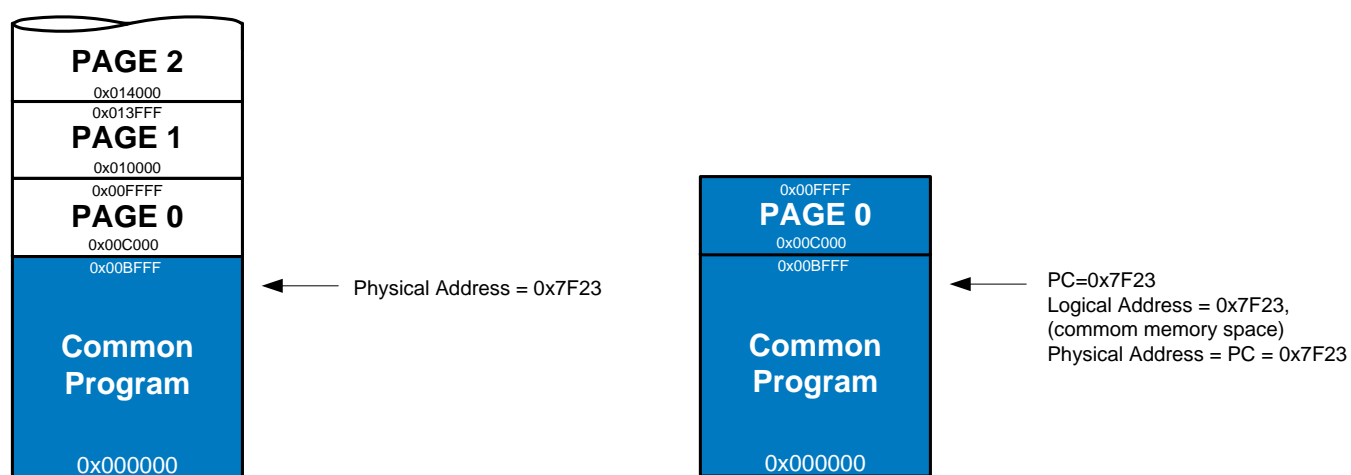 PAGE 2
0x014000
0x013FFF
PAGE 1
0x010000
0x00FFFF
PAGE 0
0x00C000
0x00BFFF
Common
Program
0x000000
Physical Address = 0x7F23
0x00FFFF
PAGE 0
0x00C000
0x00BFFF
Common
Program
0x000000
PC=0x7F23
Logical Address = 0x7F23,
(commom memory space)
Physical Address = PC = 0x7F23